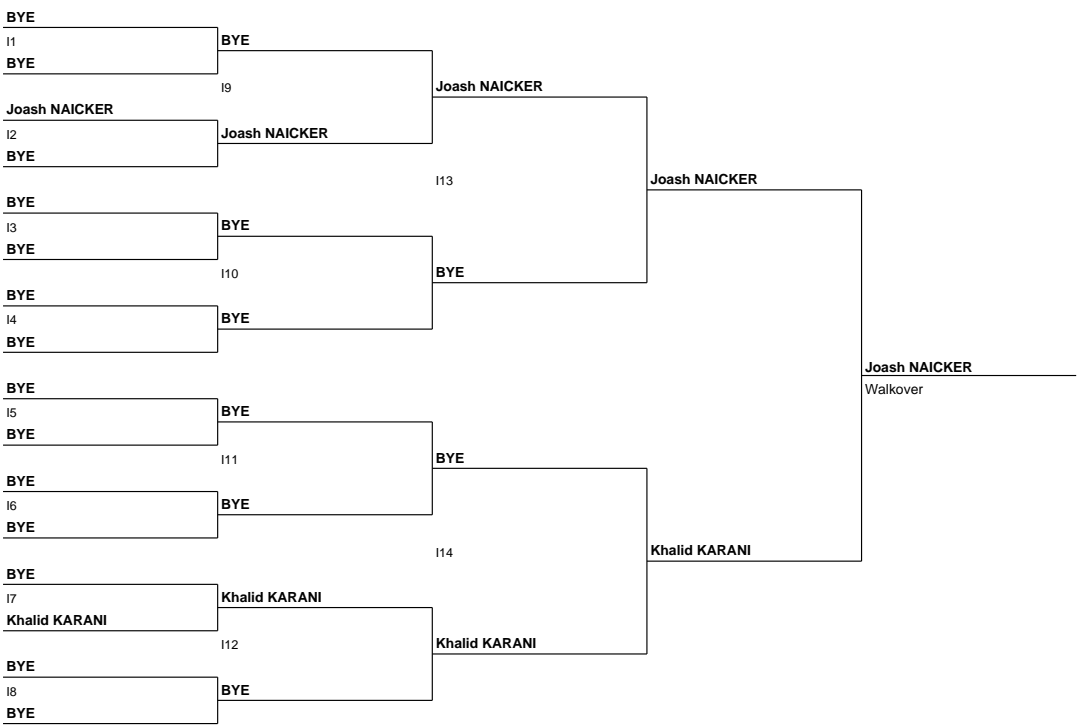 BYE
I1
BYE
BYE
I9
Joash NAICKER
Joash NAICKER
I2
Joash NAICKER
BYE
I13
Joash NAICKER
BYE
I3
BYE
BYE
I10
BYE
BYE
I4
BYE
BYE
Joash NAICKER
Walkover
BYE
I5
BYE
BYE
I11
BYE
BYE
I6
BYE
BYE
I14
Khalid KARANI
BYE
I7
Khalid KARANI
Khalid KARANI
I12
Khalid KARANI
BYE
I8
BYE
BYE